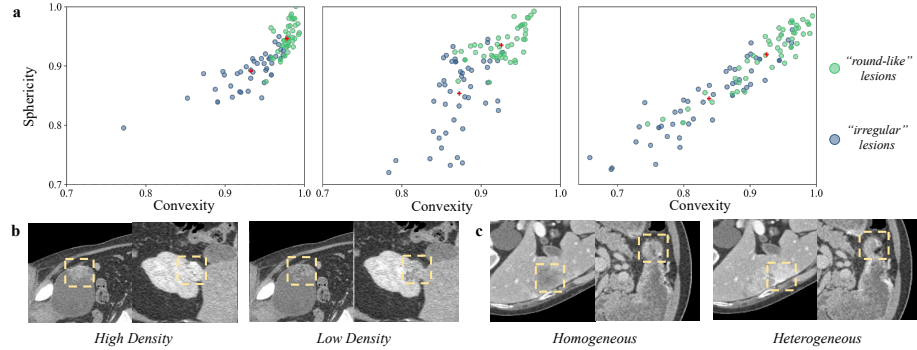 a
Sphericity
1.0
0.9
0.8
0.7
0.7 0.8 0.9 1.0
Convexity
0.7 0.8 0.9 1.0
Convexity
0.7 0.8 0.9 1.0
Convexity
“round-like”
lesions
“irregular”
lesions
b
High Density
Low Density
c
Homogeneous
Heterogeneous